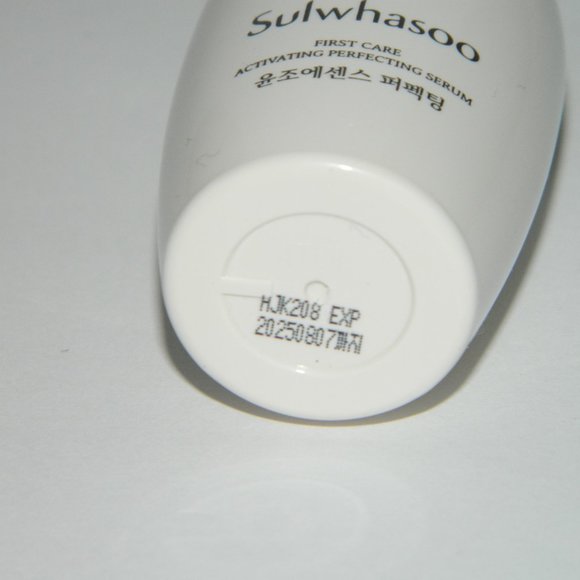 Sulwhasoo
FIRST CARE
ACTIVATING PERFECTING SERUM
윤조에센스 퍼펙팅
HJK208 EXP
20250807까지